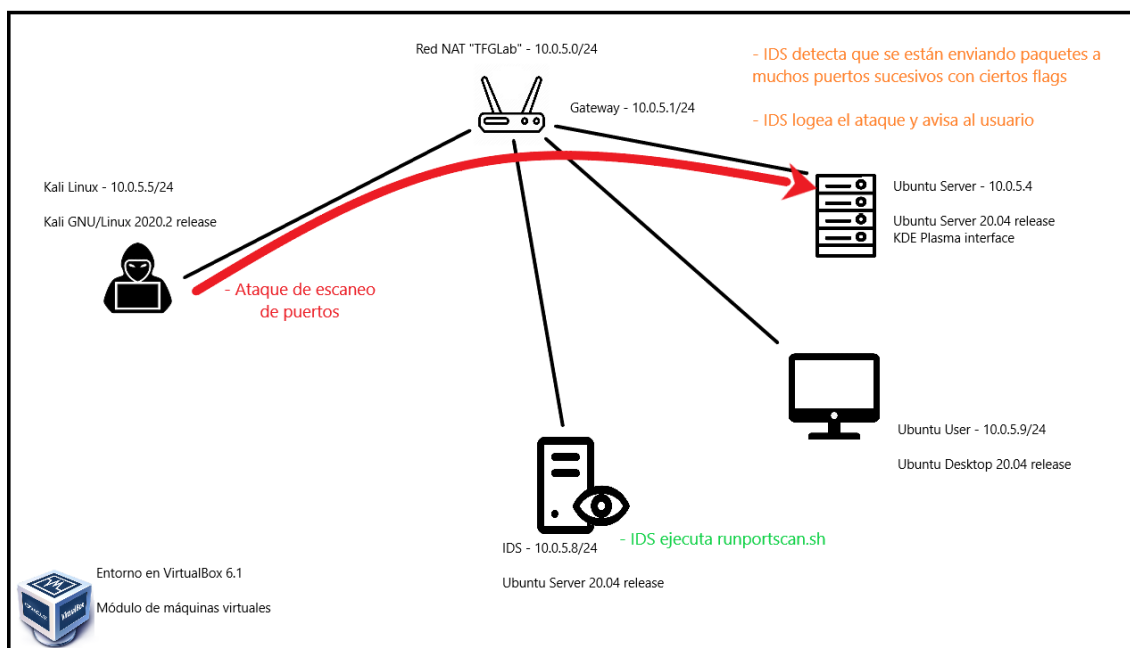 Red NAT "TFGLab" - 10.0.5.0/24
- IDS detecta que se están enviando paquetes a
muchos puertos sucesivos con ciertos flags
Gateway - 10.0.5.1/24
- IDS logea el ataque y avisa al usuario
Kali Linux - 10.0.5.5/24
Kali GNU/Linux 2020.2 release
Ubuntu Server - 10.0.5.4
Ubuntu Server 20.04 release
KDE Plasma interface
- Ataque de escaneo
de puertos
Ubuntu User - 10.0.5.9/24
Ubuntu Desktop 20.04 release
- IDS ejecuta runportscan.sh
IDS - 10.0.5.8/24
Ubuntu Server 20.04 release
Entorno en VirtualBox 6.1
Módulo de máquinas virtuales